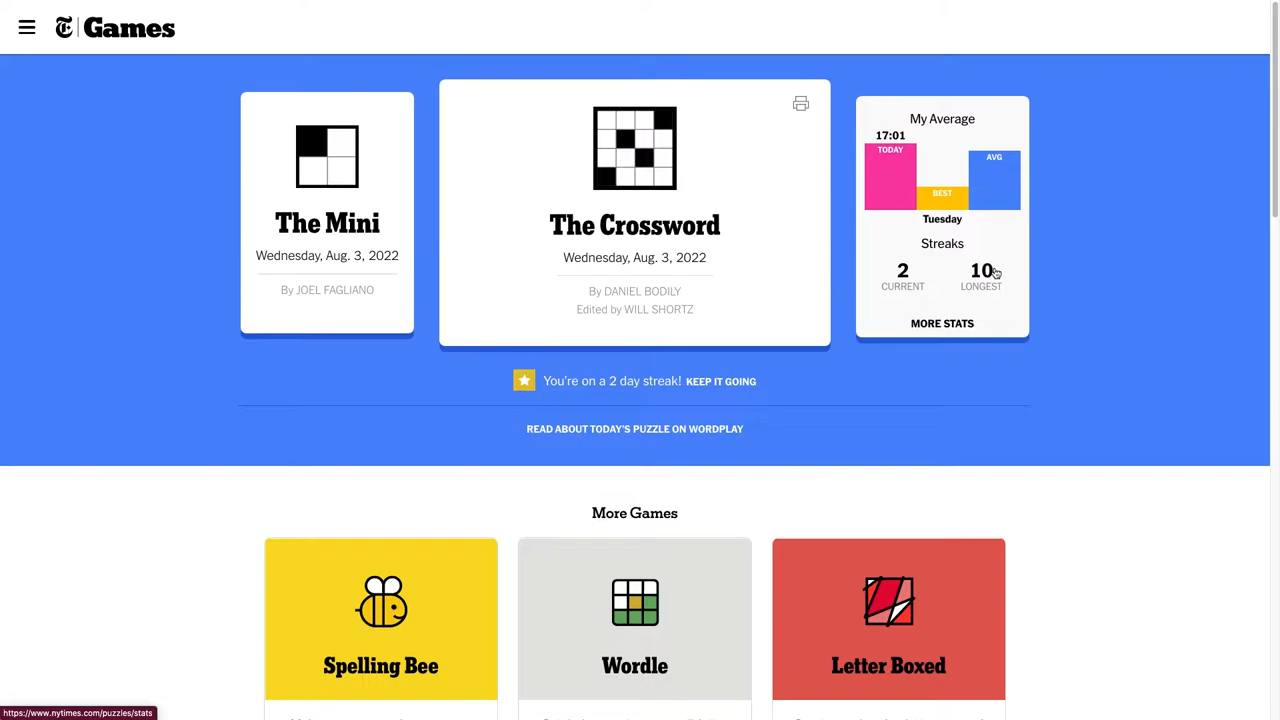 Games
The Mini
Wednesday, Aug. 3, 2022
By JOEL FAGLIANO
The Crossword
Wednesday, Aug. 3, 2022
By DANIEL BODILY
Edited by WILL SHORTZ
My Average
17:01
TODAY
BEST
AVG
Tuesday
Streaks
2
10
CURRENT
LONGEST
MORE STATS
You're on a 2 day streak! KEEP IT GOING
READ ABOUT TODAY'S PUZZLE ON WORDPLAY
More Games
Spelling Bee
Wordle
Letter Boxed
https://www.nytimes.com/puzzles/stats